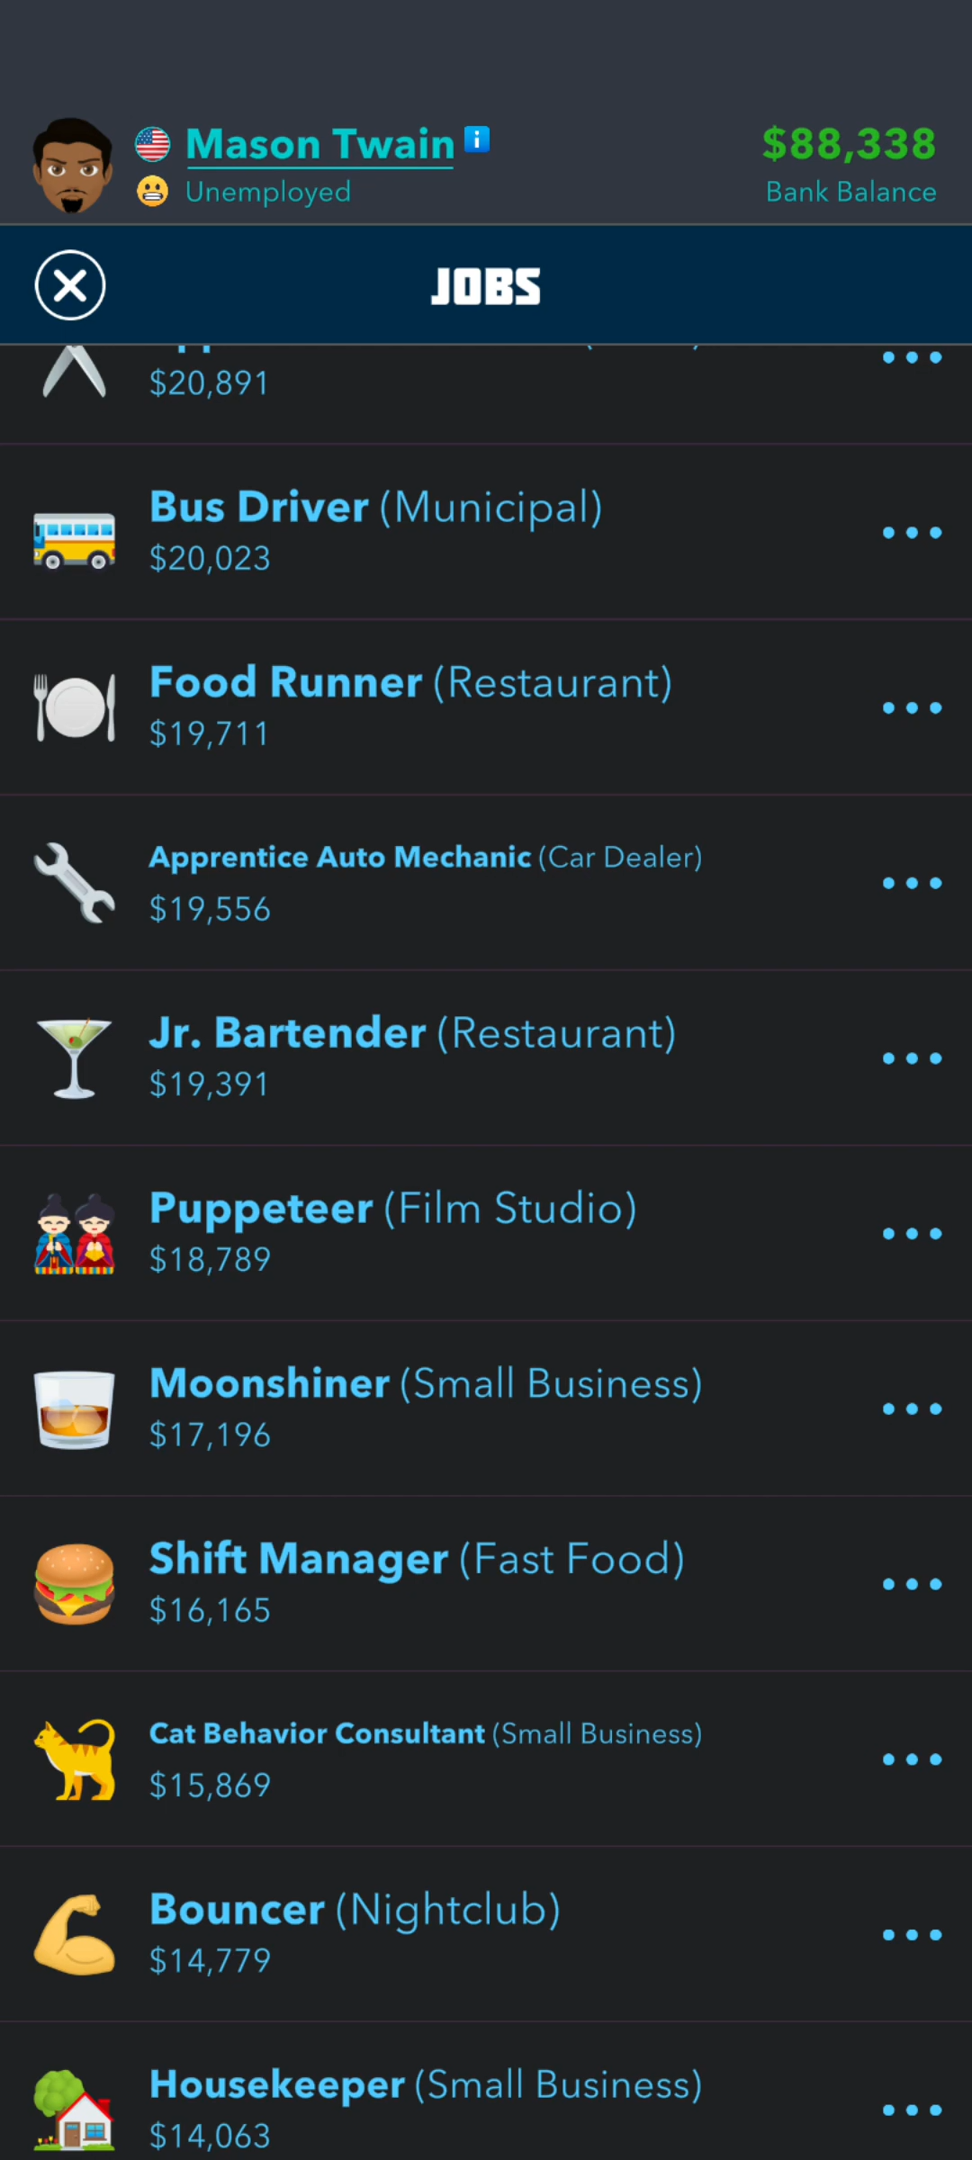 Mason Twain
$88,338
Unemployed
Bank Balance
JOBS
$20,891
Bus Driver (Municipal)
$20,023
Food Runner (Restaurant)
$19,711
Apprentice Auto Mechanic (Car Dealer)
$19,556
Jr. Bartender (Restaurant)
$19,391
Puppeteer (Film Studio)
$18,789
Moonshiner (Small Business)
$17,196
Shift Manager (Fast Food)
$16,165
Cat Behavior Consultant (Small Business)
$15,869
Bouncer (Nightclub)
$14,779
Housekeeper (Small Business)
$14,063